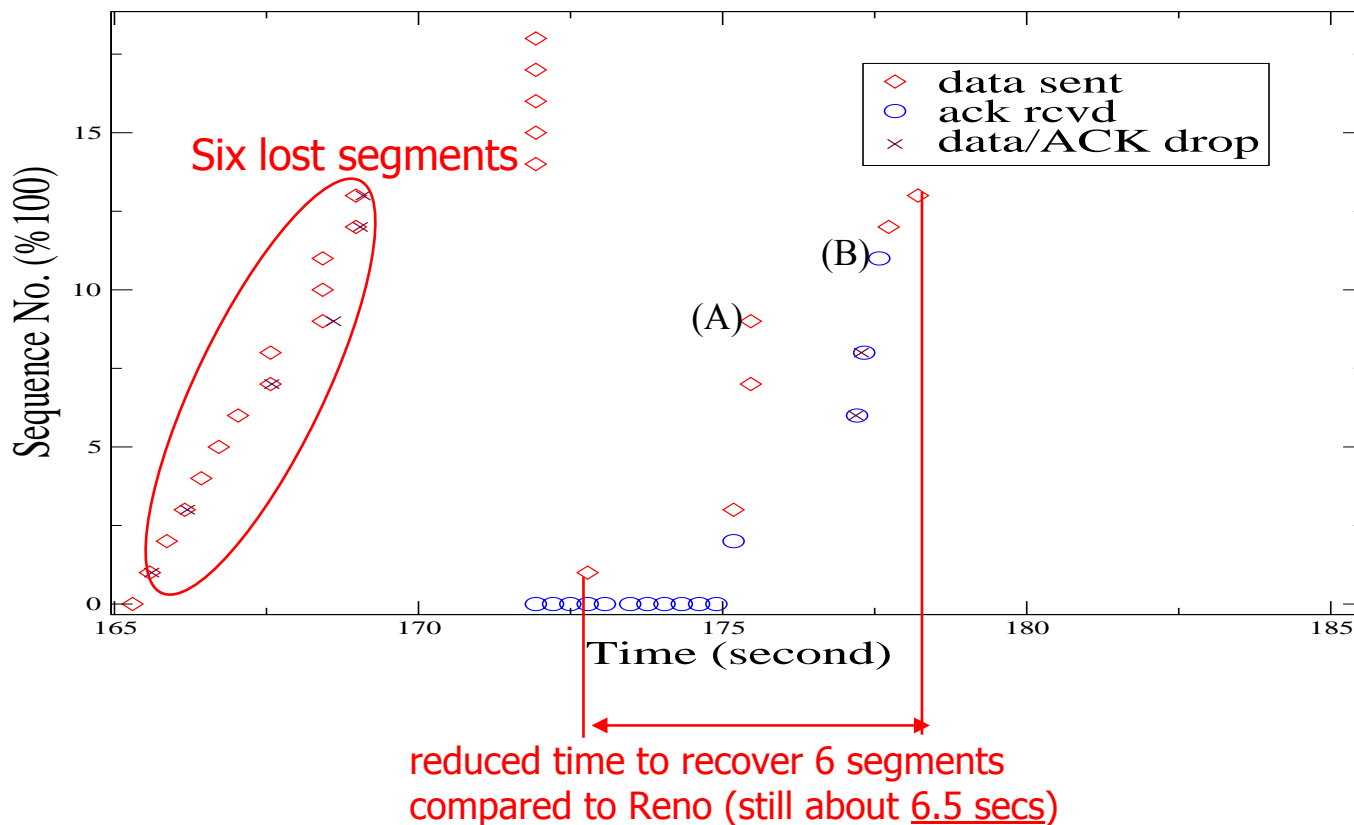 data sent
ack rcvd
data/ACK drop
Six lost segments
Sequence No. (%100)
15
10
5
0
(A)
(B)
165
170
175
180
185
Time (second)
reduced time to recover 6 segments
compared to Reno (still about 6.5 secs)